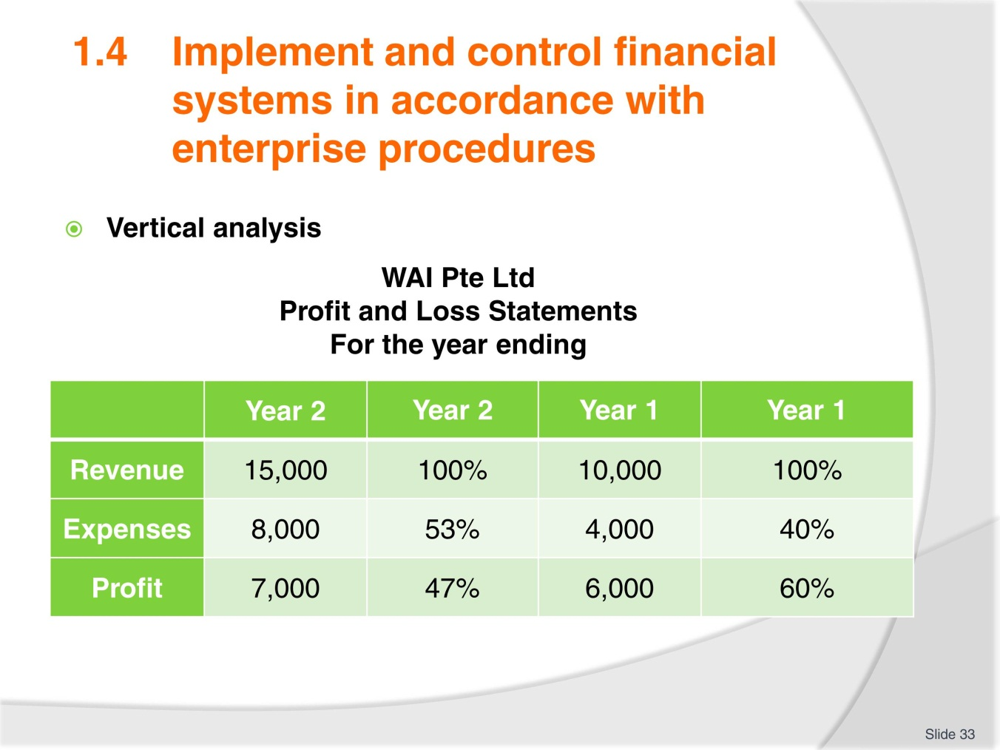 1.4 Implement and control financial
systems in accordance with
enterprise procedures
Vertical analysis
WAI Pte Ltd
Profit and Loss Statements
For the year ending
Year 2 Year 2 Year 1 Year 1
Revenue 15,000 100% 10,000 100%
Expenses 8,000 53% 4,000 40%
Profit 7,000 47% 6,000 60%
Slide 33